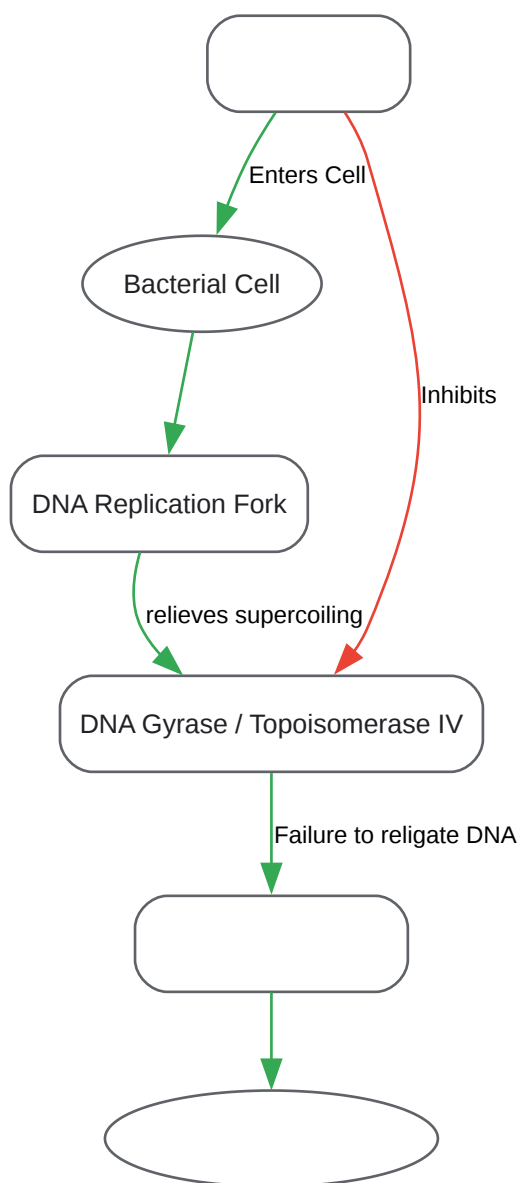 Enters Cell
Bacterial Cell
Inhibits
DNA Replication Fork
relieves supercoiling
DNA Gyrase / Topoisomerase IV
Failure to religate DNA